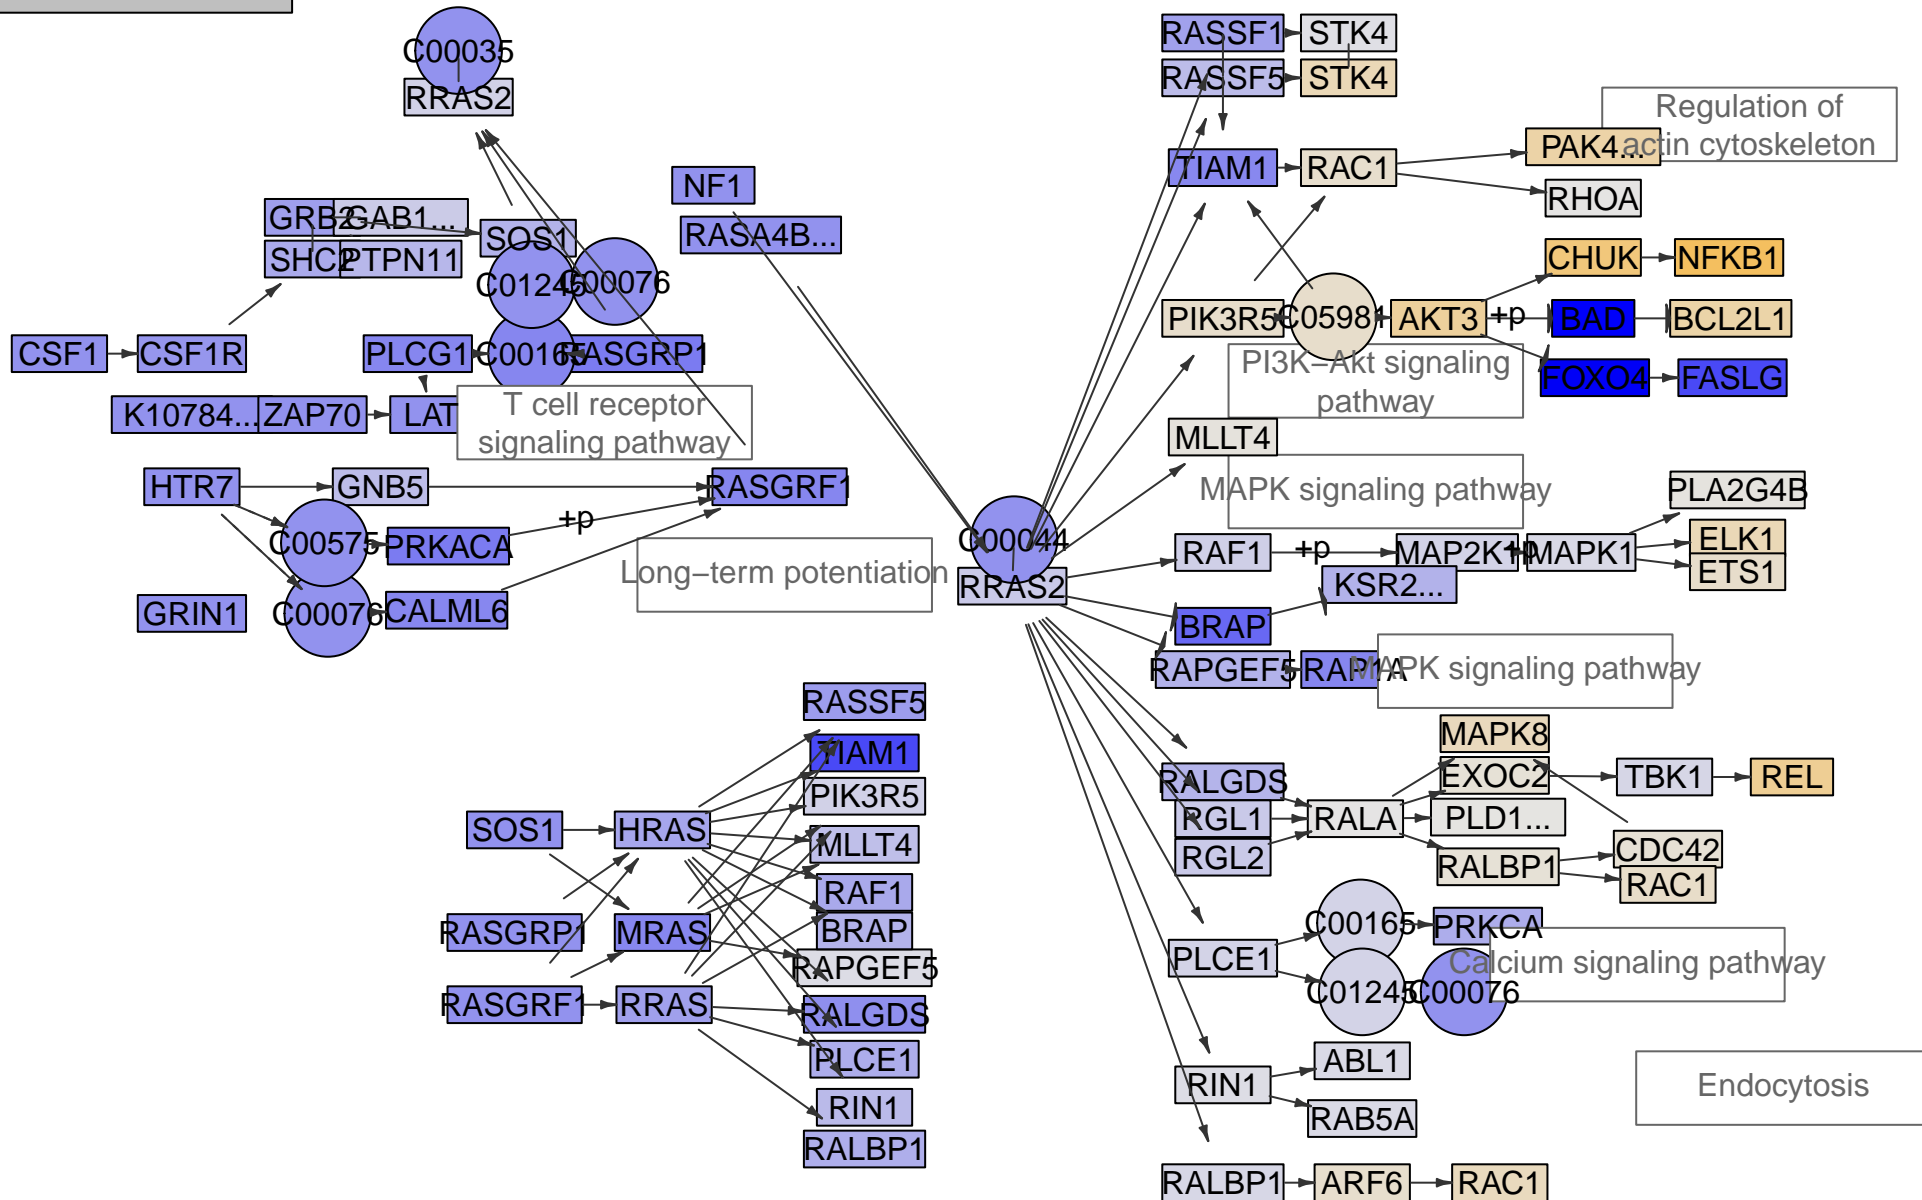 C00035
RRAS2
NF1
RASA4B...
GRB2
GAB1...
SHC2
PTPN11
SOS1
C01245
C00076
CSF1
CSF1R
PLCG1
C00165
RASGRP1
K10784...
ZAP70
LAT
T cell receptor
signaling pathway
HTR7
GNB5
RASGRF1
C00575
PRKACA
+p
GRIN1
C00076
CALML6
Long−term potentiation
C00044
RRAS2
RASSF5
TIAM1
PIK3R5
SOS1
HRAS
MLLT4
RAF1
RASGRP1
MRAS
BRAP
RAPGEF5
RASGRF1
RRAS
RALGDS
PLCE1
RIN1
RALBP1
RASSF1
STK4
RASSF5
STK4
Regulation of
actin cytoskeleton
PAK4...
TIAM1
RAC1
RHOA
CHUK
NFKB1
PIK3R5
C05981
AKT3
+p
BAD
BCL2L1
PI3K−Akt signaling
pathway
FOXO4
FASLG
MLLT4
MAPK signaling pathway
PLA2G4B
RAF1
+p
MAP2K1
+p
MAPK1
ELK1
ETS1
KSR2...
BRAP
RAPGEF5
RAP1A
MAPK signaling pathway
MAPK8
RALGDS
EXOC2
TBK1
REL
RGL1
RALA
PLD1...
RGL2
RALBP1
CDC42
RAC1
C00165
PRKCA
PLCE1
Calcium signaling pathway
C01245
C00076
ABL1
RIN1
RAB5A
Endocytosis
RALBP1
ARF6
RAC1